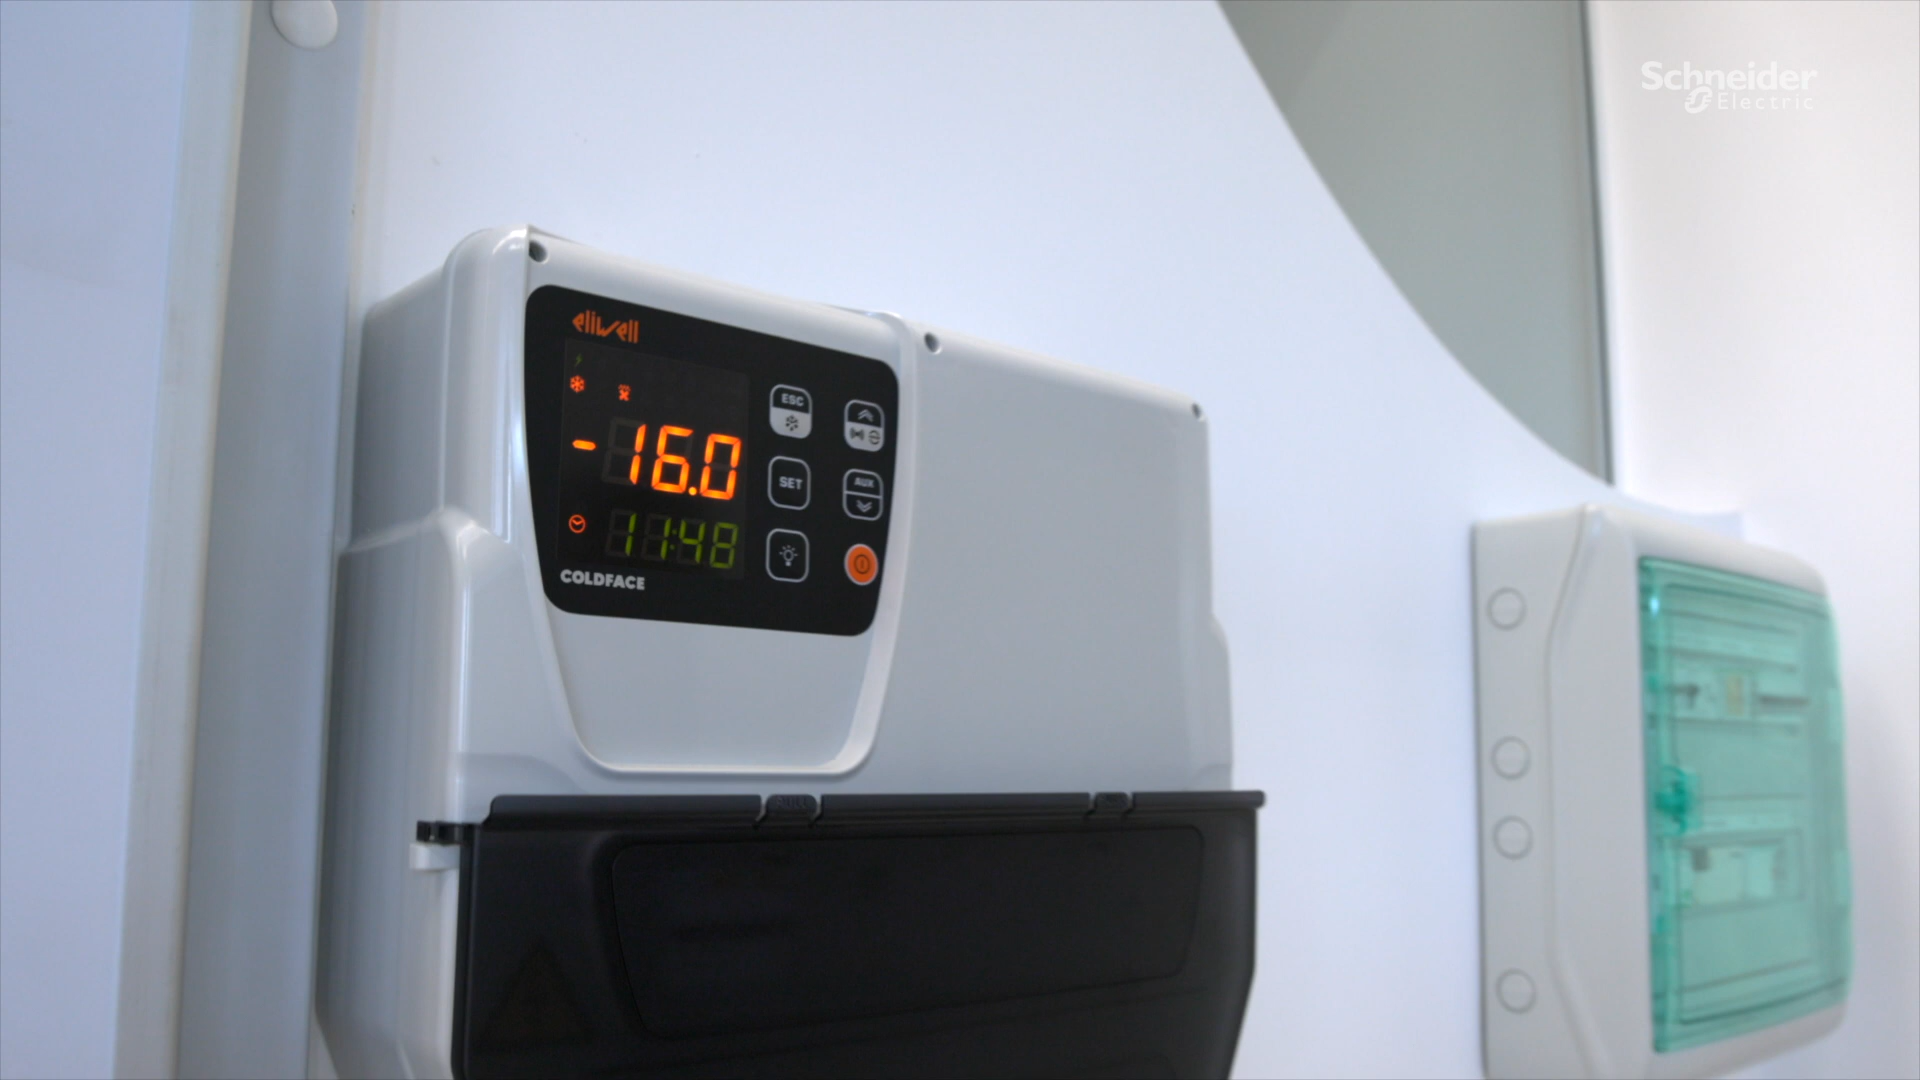 Schneider
Electric
eliwell
ESC
-16.0
SET
AUX
11:48
COLDFACE